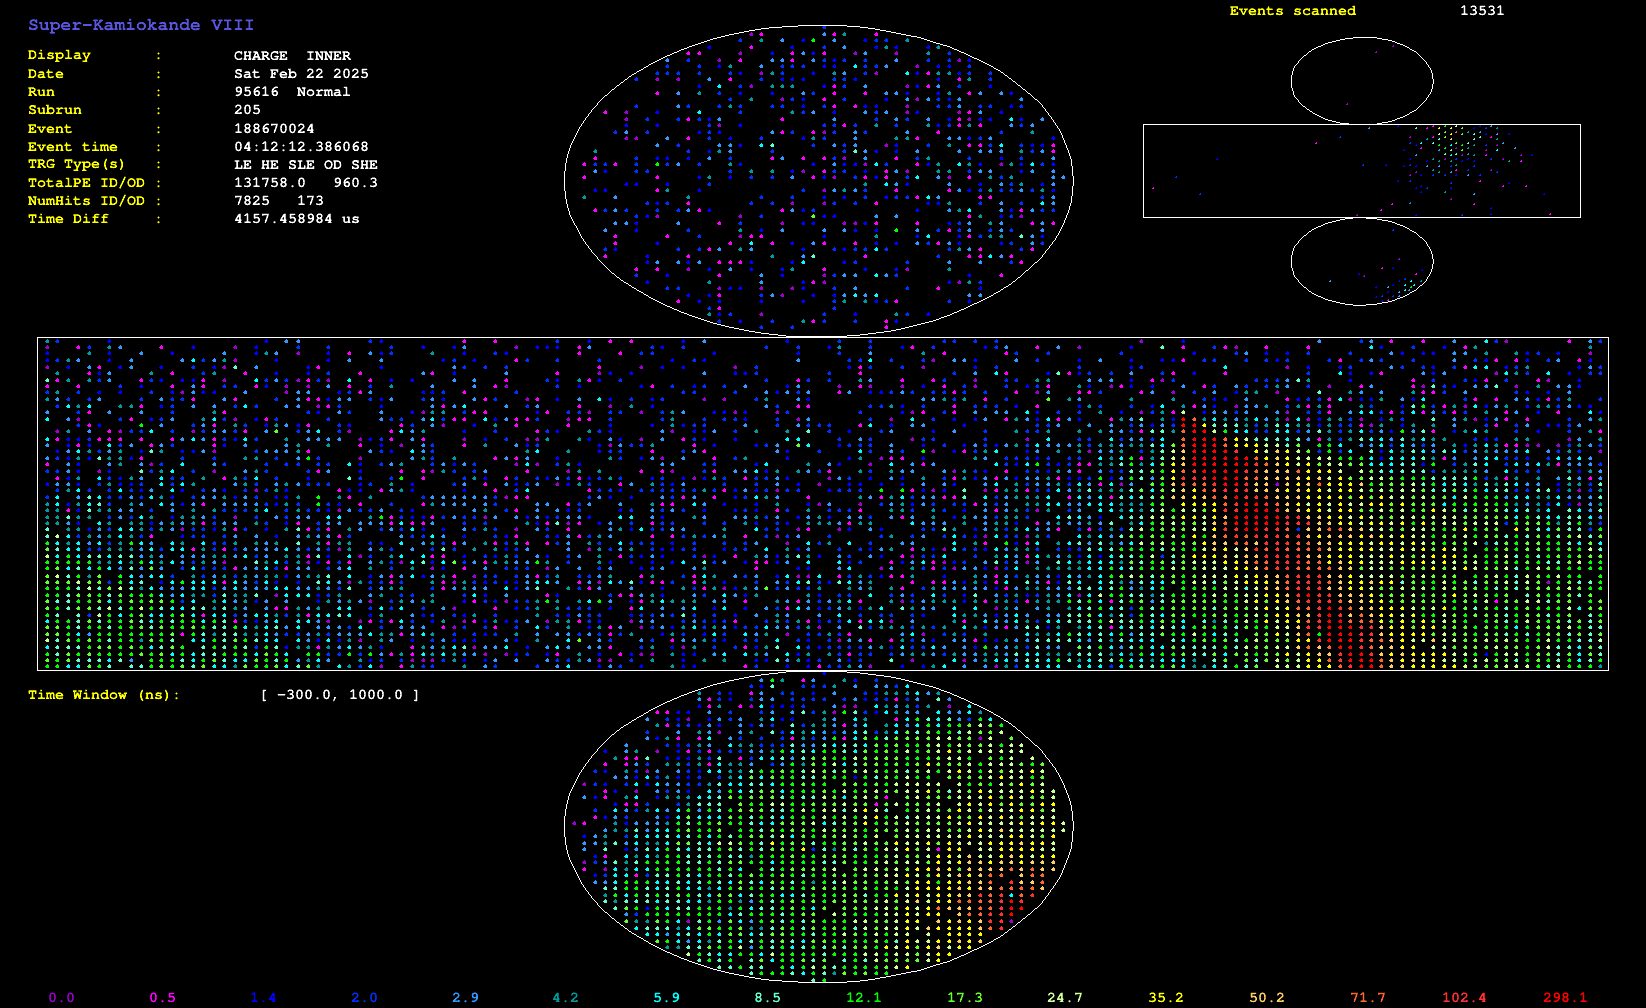 Super-Kamiokande VIII
Events scanned 13531
Display : CHARGE INNER
Date : Sat Feb 22 2025
Run : 95616 Normal
Subrun : 205
Event : 188670024
Event time : 04:12:12.386068
TRG Type(s) : LE HE SLE OD SHE
TotalPE ID/OD : 131758.0 960.3
NumHits ID/OD : 7825 173
Time Diff : 4157.458984 us
Time Window (ns): [ -300.0, 1000.0 ]
0.0 0.5 1.4 2.0 2.9 4.2 5.9 8.5 12.1 17.3 24.7 35.2 50.2 71.7 102.4 298.1